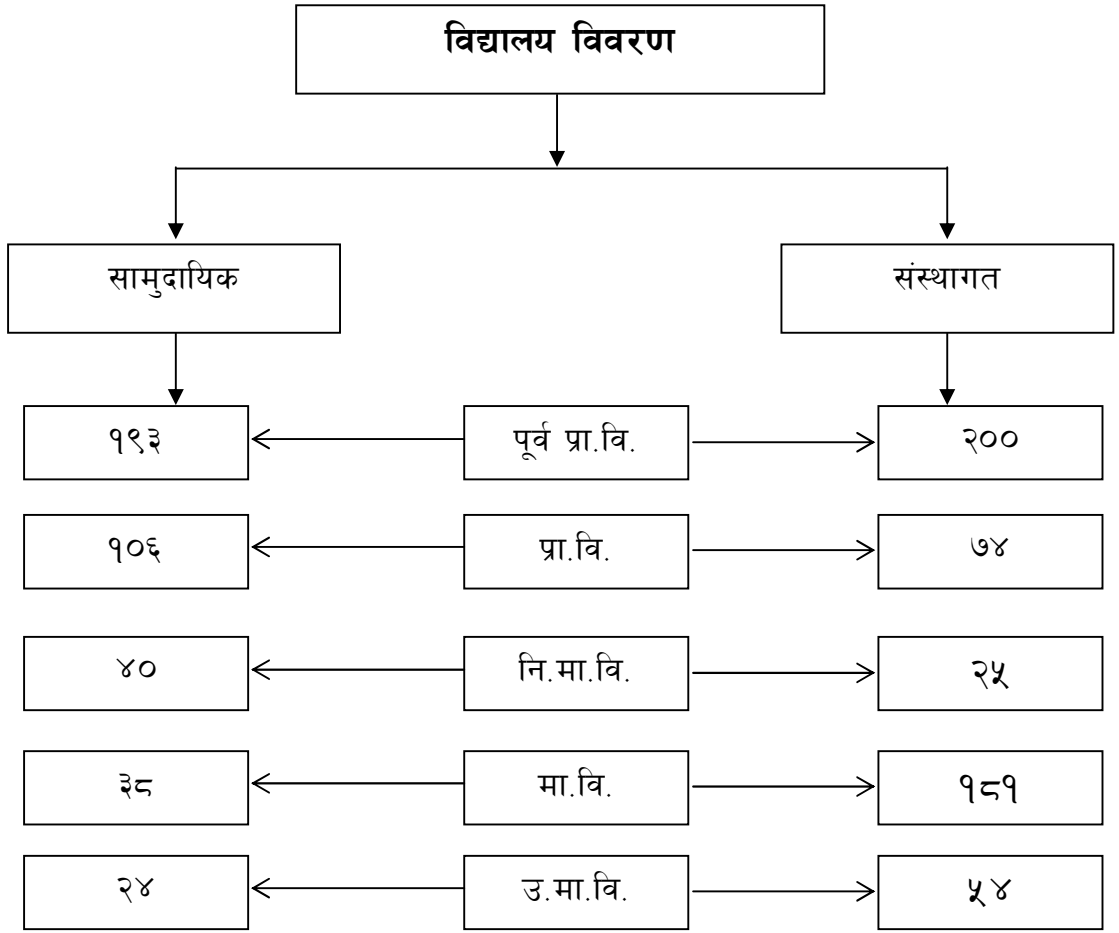 विद्यालय विवरण
सामुदायिक
संस्थागत
१९३
पूर्व प्रा.वि.
२००
१०६
प्रा.वि.
७४
४०
नि.मा.वि.
२५
३८
मा.वि.
१८१
२४
उ.मा.वि.
५४